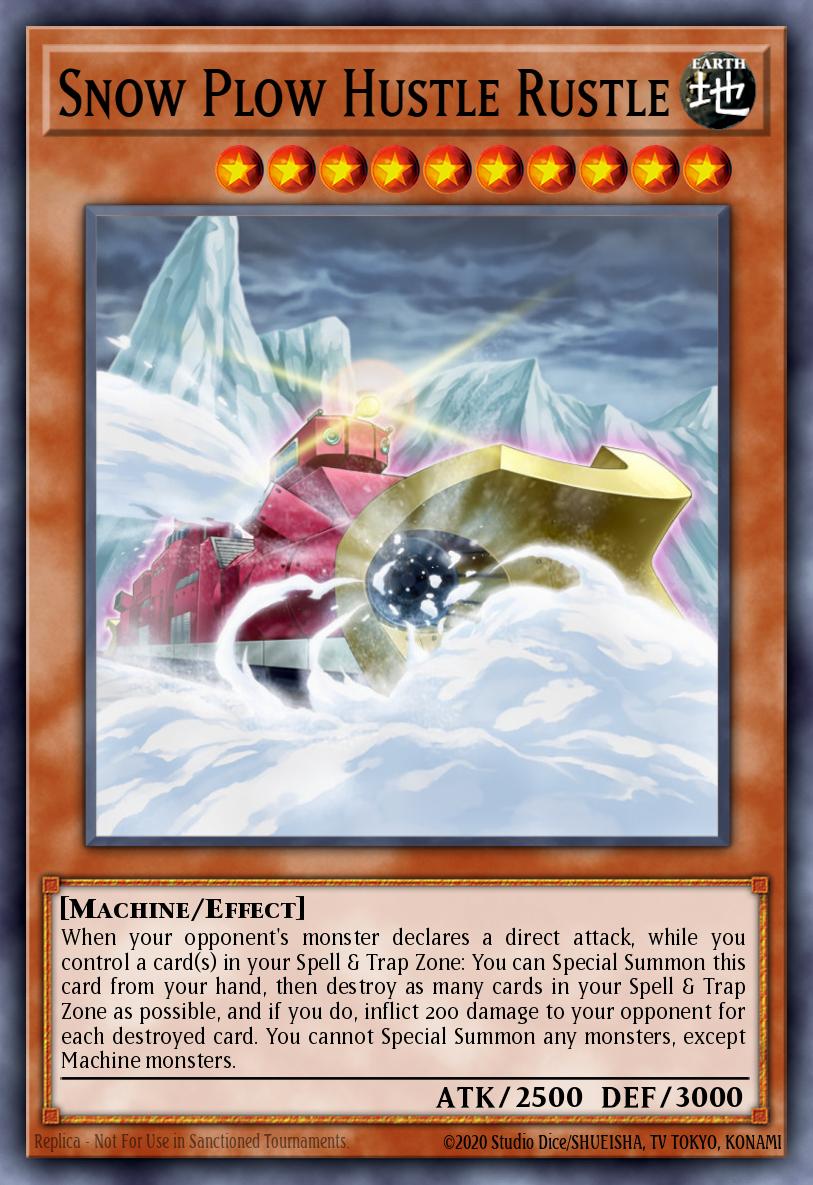 Snow Plow Hustle Rustle
EARTH
地
[Machine/Effect]
When your opponent's monster declares a direct attack, while you
control a card(s) in your Spell & Trap Zone: You can Special Summon this
card from your hand, then destroy as many cards in your Spell & Trap
Zone as possible, and if you do, inflict 200 damage to your opponent for
each destroyed card. You cannot Special Summon any monsters, except
Machine monsters.
ATK/2500 DEF/3000
Replica - Not For Use in Sanctioned Tournaments.
©2020 Studio Dice/SHUEISHA, TV TOKYO, KONAMI